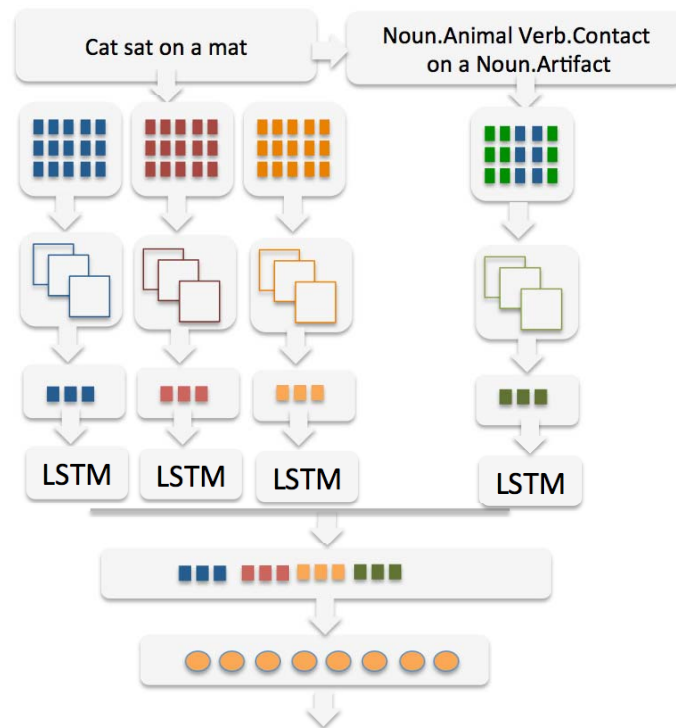 Cat sat on a mat
Noun.Animal Verb.Contact
on a Noun.Artifact
LSTM
LSTM
LSTM
LSTM